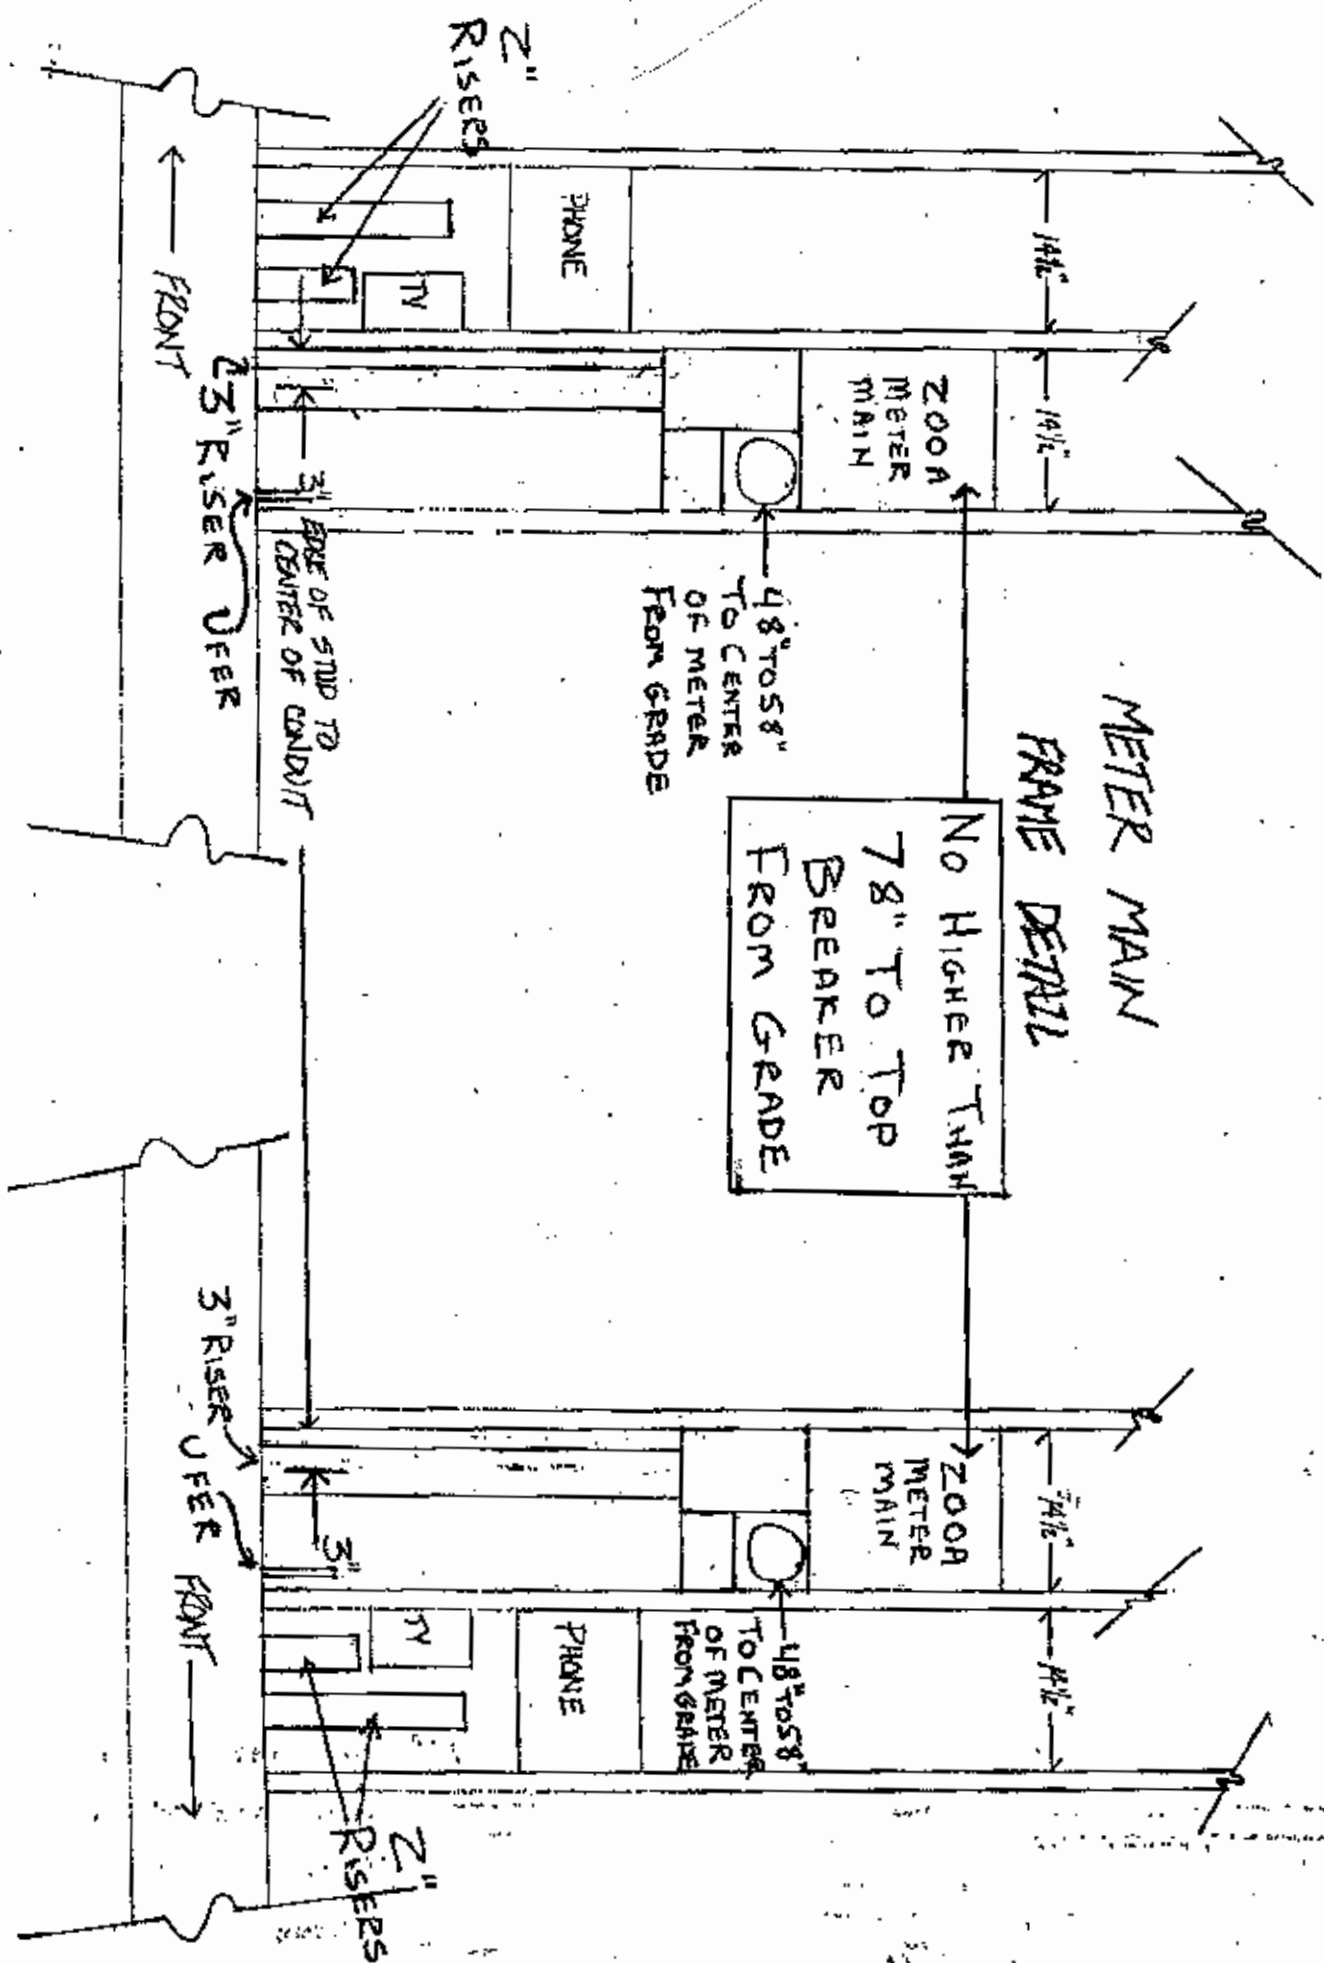 METER MAIN
FRAME DETAIL
NO HIGHER THAN
78" TO TOP
BREAKER
FROM GRADE
14½"
14½"
200A
METER
MAIN
48" TO 58"
TO CENTER
OF METER
FROM GRADE
PHONE
TV
2"
RISERS
3"
EDGE OF STUD TO
CENTER OF CONDUIT
3" RISER
UFER
FRONT
14½"
14½"
200A
METER
MAIN
48" TO 58"
TO CENTER
OF METER
FROM GRADE
PHONE
TV
3"
3" RISER
UFER
FRONT
2"
RISERS